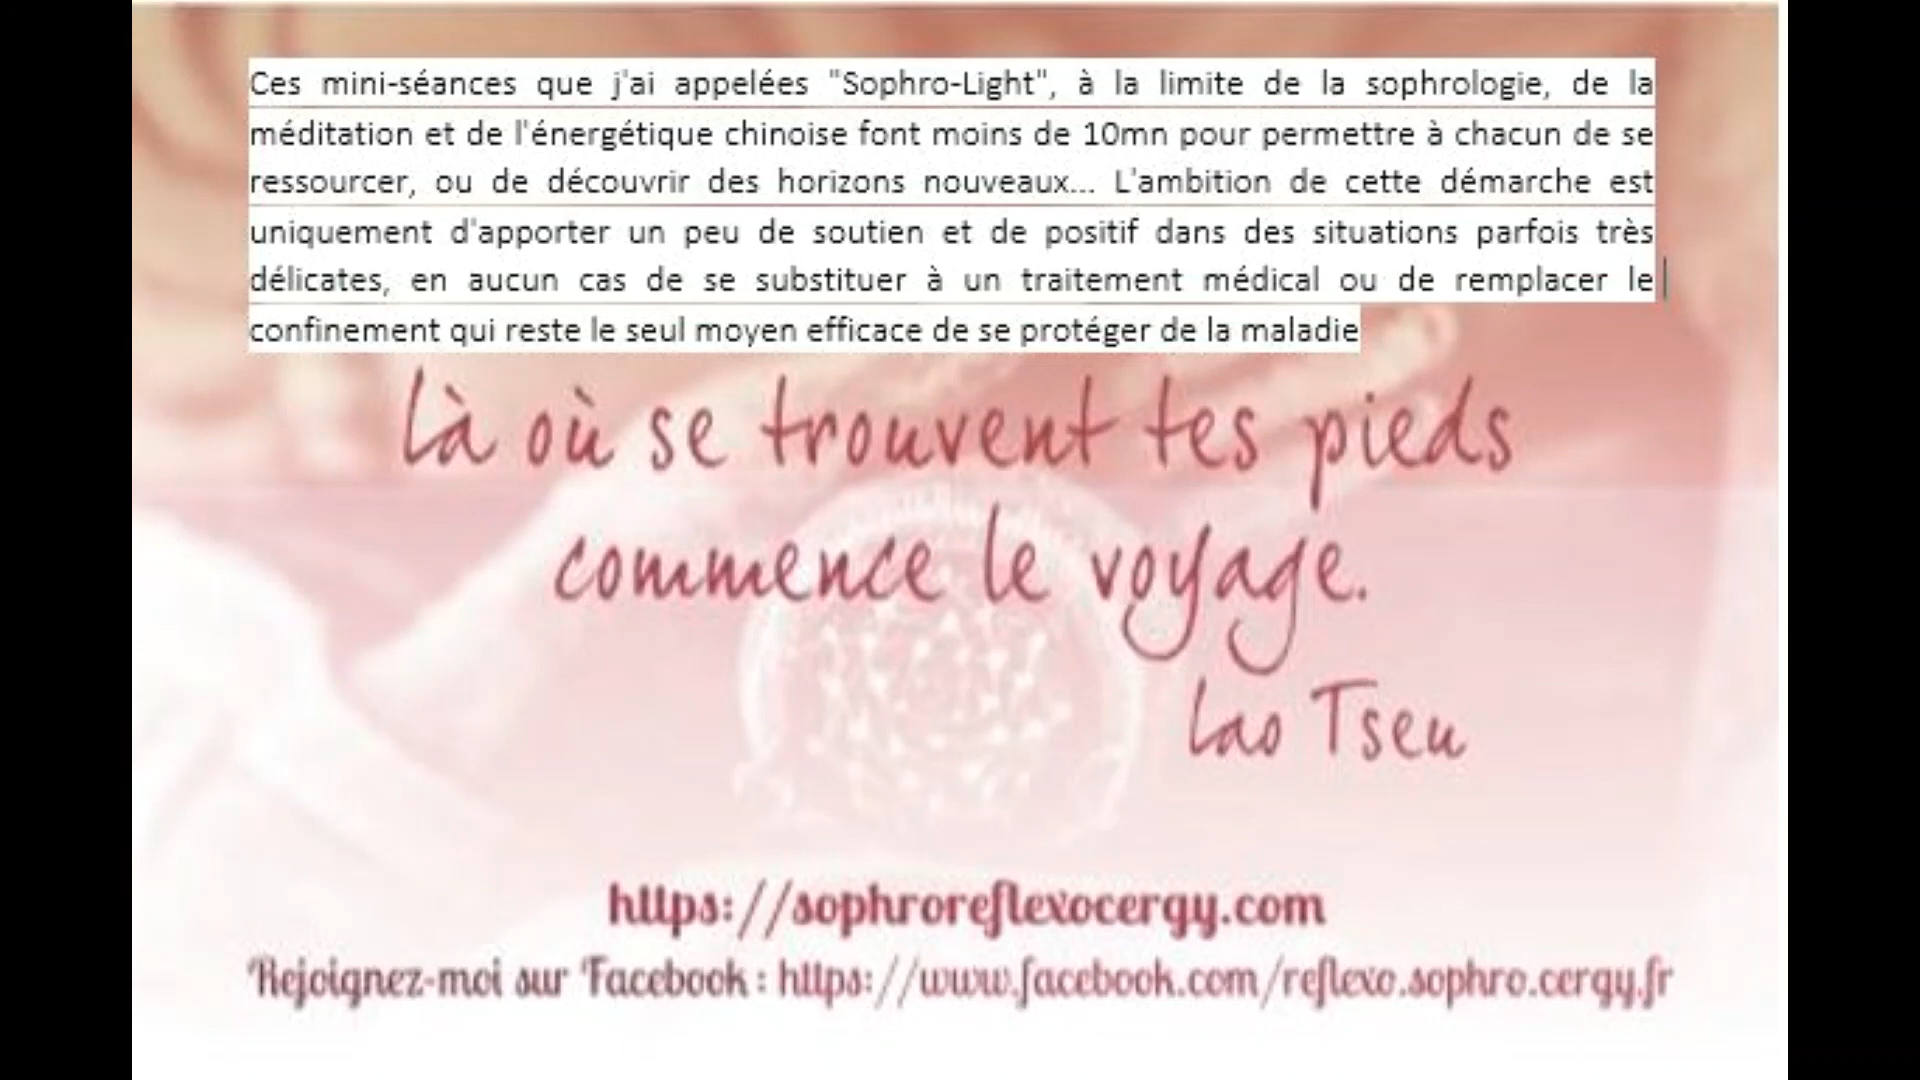 Ces mini-séances que j'ai appelées "Sophro-Light", à la limite de la sophrologie, de la
méditation et de l'énergétique chinoise font moins de 10mn pour permettre à chacun de se
ressourcer, ou de découvrir des horizons nouveaux... L'ambition de cette démarche est
uniquement d'apporter un peu de soutien et de positif dans des situations parfois très
délicates, en aucun cas de se substituer à un traitement médical ou de remplacer le
confinement qui reste le seul moyen efficace de se protéger de la maladie
Là où se trouvent tes pieds
commence le voyage.
Lao Tseu
https://sophroreflexocergy.com
Rejoignez-moi sur Facebook : https://www.facebook.com/reflexo.sophro.cergy.fr